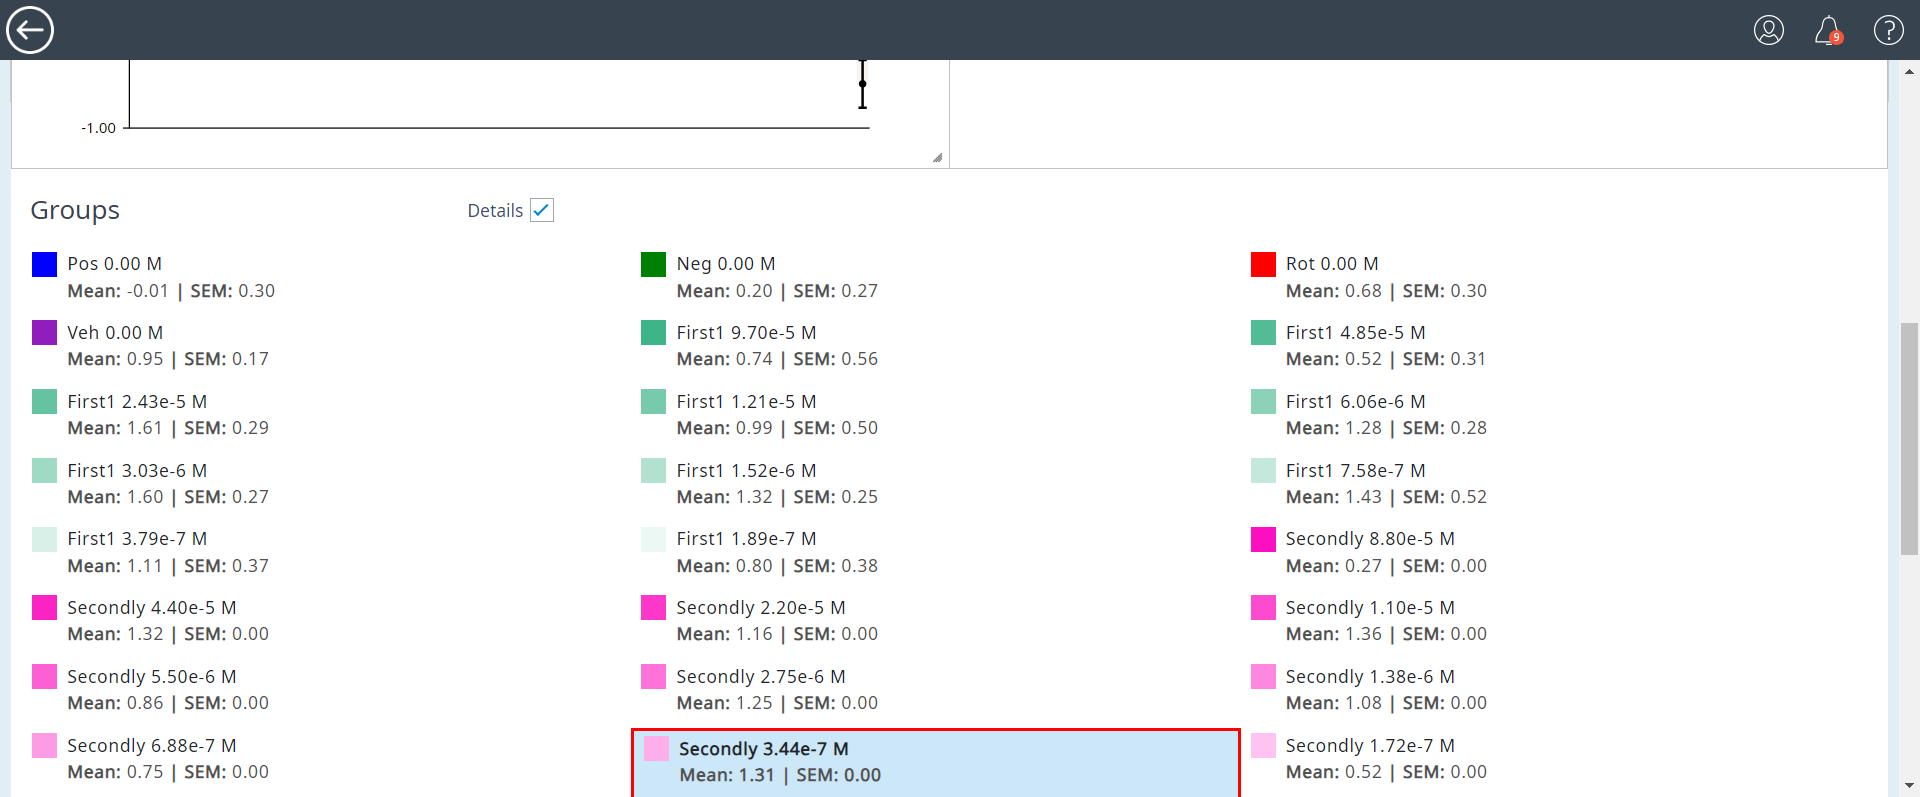 9
?
-1.00
Groups
Details
Pos 0.00 M
Mean: -0.01 | SEM: 0.30
Neg 0.00 M
Mean: 0.20 | SEM: 0.27
Rot 0.00 M
Mean: 0.68 | SEM: 0.30
Veh 0.00 M
Mean: 0.95 | SEM: 0.17
First1 9.70e-5 M
Mean: 0.74 | SEM: 0.56
First1 4.85e-5 M
Mean: 0.52 | SEM: 0.31
First1 2.43e-5 M
Mean: 1.61 | SEM: 0.29
First1 1.21e-5 M
Mean: 0.99 | SEM: 0.50
First1 6.06e-6 M
Mean: 1.28 | SEM: 0.28
First1 3.03e-6 M
Mean: 1.60 | SEM: 0.27
First1 1.52e-6 M
Mean: 1.32 | SEM: 0.25
First1 7.58e-7 M
Mean: 1.43 | SEM: 0.52
First1 3.79e-7 M
Mean: 1.11 | SEM: 0.37
First1 1.89e-7 M
Mean: 0.80 | SEM: 0.38
Secondly 8.80e-5 M
Mean: 0.27 | SEM: 0.00
Secondly 4.40e-5 M
Mean: 1.32 | SEM: 0.00
Secondly 2.20e-5 M
Mean: 1.16 | SEM: 0.00
Secondly 1.10e-5 M
Mean: 1.36 | SEM: 0.00
Secondly 5.50e-6 M
Mean: 0.86 | SEM: 0.00
Secondly 2.75e-6 M
Mean: 1.25 | SEM: 0.00
Secondly 1.38e-6 M
Mean: 1.08 | SEM: 0.00
Secondly 6.88e-7 M
Mean: 0.75 | SEM: 0.00
Secondly 3.44e-7 M
Mean: 1.31 | SEM: 0.00
Secondly 1.72e-7 M
Mean: 0.52 | SEM: 0.00